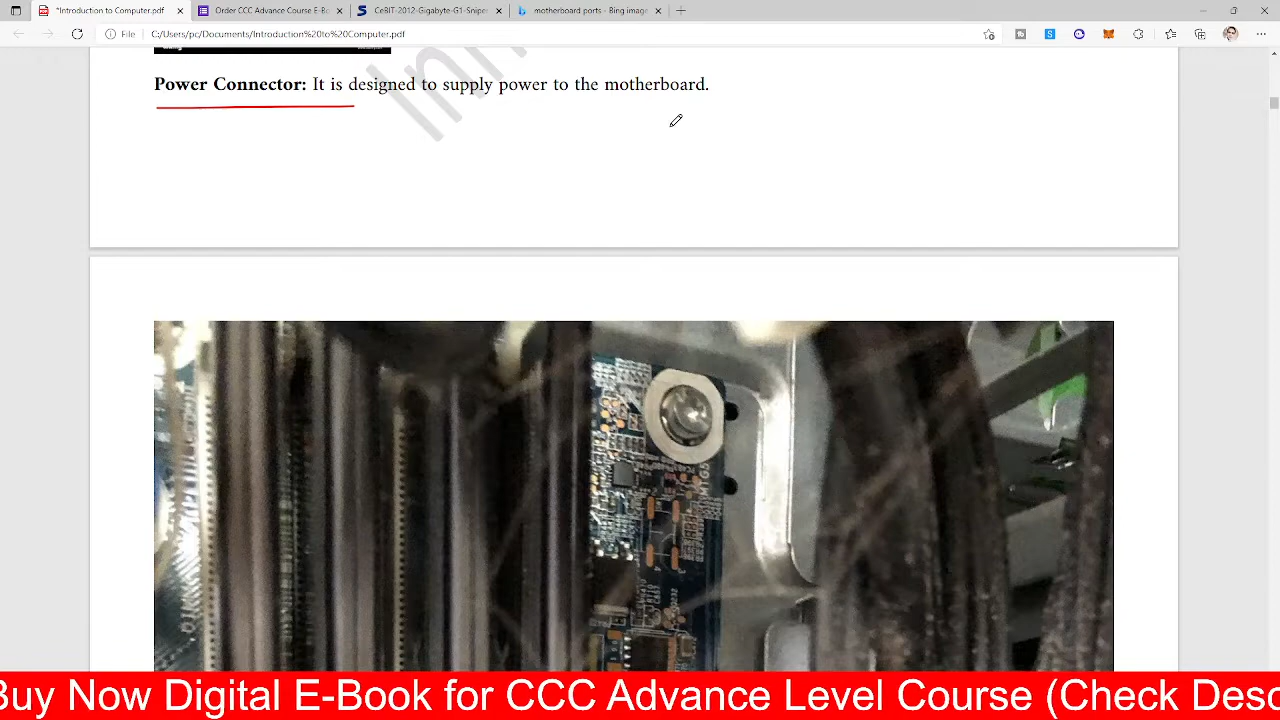 *Introduction to Computer.pdf
Order CCC Advance Course E-Bo
CeBIT-2012-Gigabyte-G1-Sniper
motherboard ports - Bing image
File
C:/Users/pc/Documents/Introduction%20to%20Computer.pdf
Power Connector: It is designed to supply power to the motherboard.
Buy Now Digital E-Book for CCC Advance Level Course (Check Desc